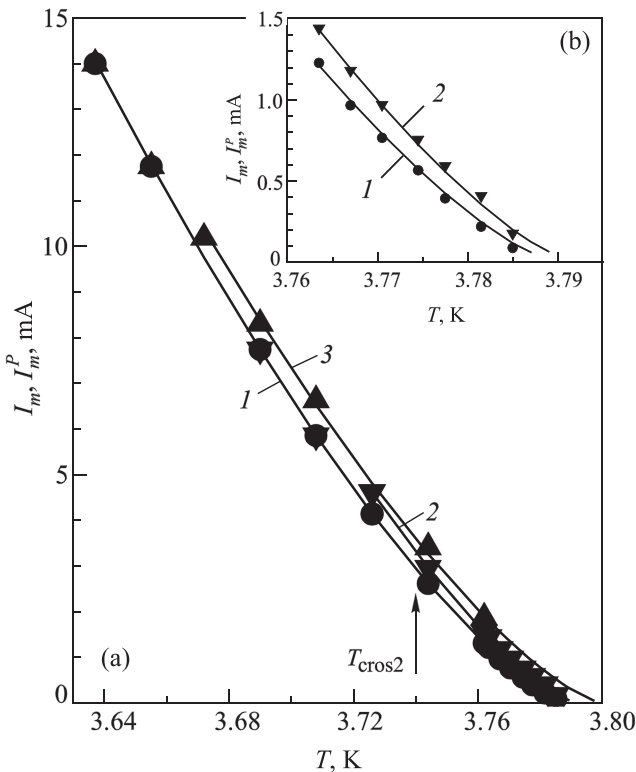 15
10
5
0
I_m, I_m^P, mA
3.64 3.68 3.72 3.76 3.80
T, K
(a)
1
3
2
T_cros2
(b)
1.5
1.0
0.5
0
I_m, I_m^P, mA
3.76 3.77 3.78 3.79
T, K
2
1